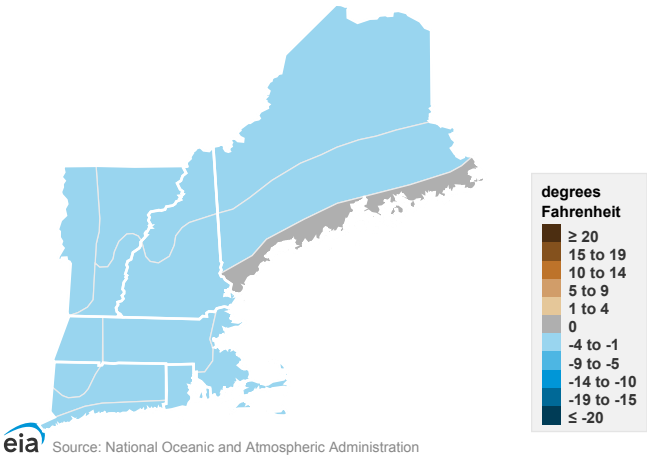 degrees
Fahrenheit
≥ 20
15 to 19
10 to 14
5 to 9
1 to 4
0
-4 to -1
-9 to -5
-14 to -10
-19 to -15
≤ -20
eia Source: National Oceanic and Atmospheric Administration